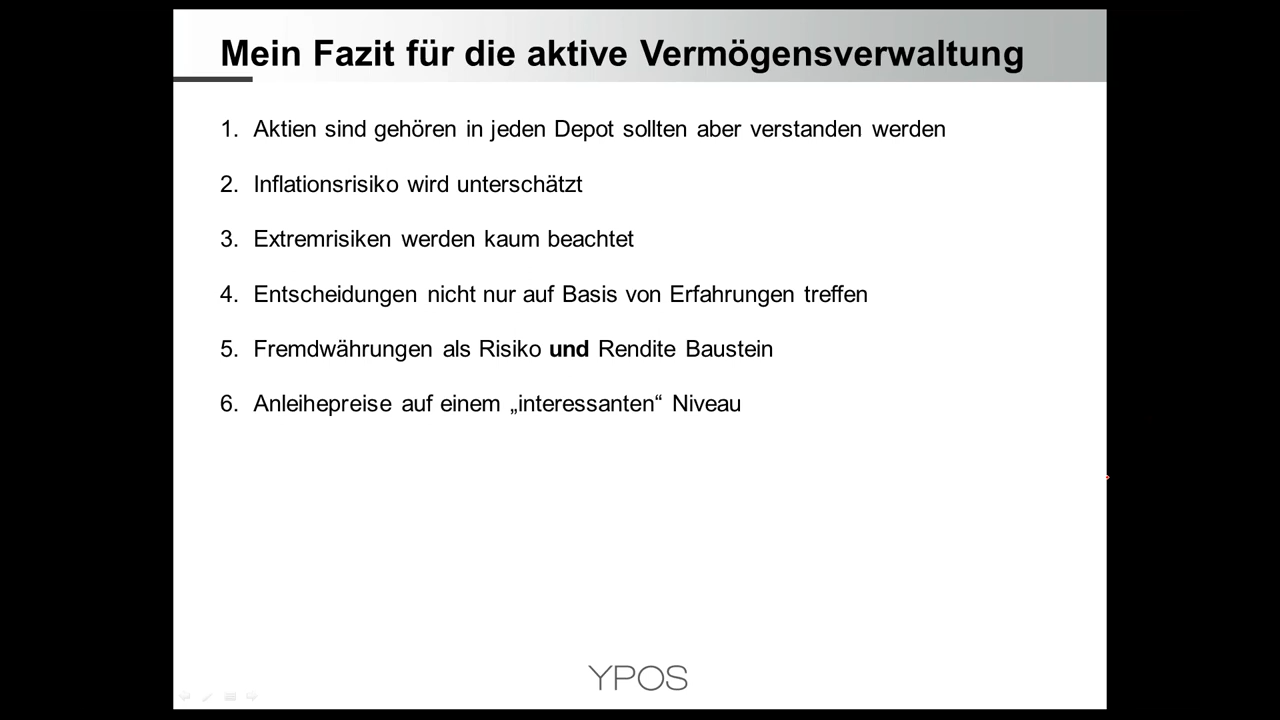 Mein Fazit für die aktive Vermögensverwaltung
1. Aktien sind gehören in jeden Depot sollten aber verstanden werden
2. Inflationsrisiko wird unterschätzt
3. Extremrisiken werden kaum beachtet
4. Entscheidungen nicht nur auf Basis von Erfahrungen treffen
5. Fremdwährungen als Risiko und Rendite Baustein
6. Anleihepreise auf einem „interessanten“ Niveau
YPOS